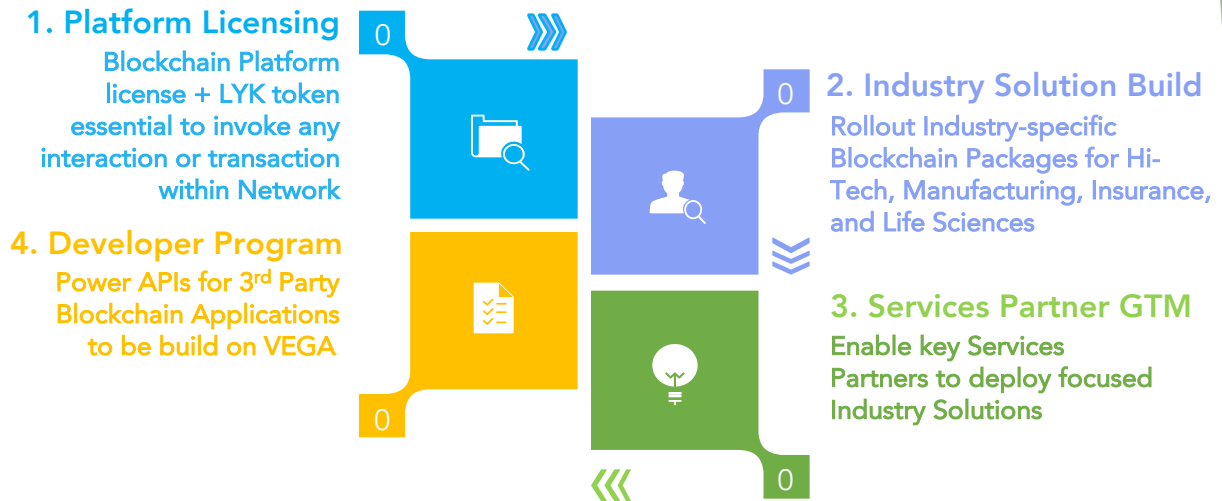 1. Platform Licensing
Blockchain Platform
license + LYK token
essential to invoke any
interaction or transaction
within Network
0
0
2. Industry Solution Build
Rollout Industry-specific
Blockchain Packages for Hi-
Tech, Manufacturing, Insurance,
and Life Sciences
3. Services Partner GTM
Enable key Services
Partners to deploy focused
Industry Solutions
0
4. Developer Program
Power APIs for 3rd Party
Blockchain Applications
to be build on VEGA
0